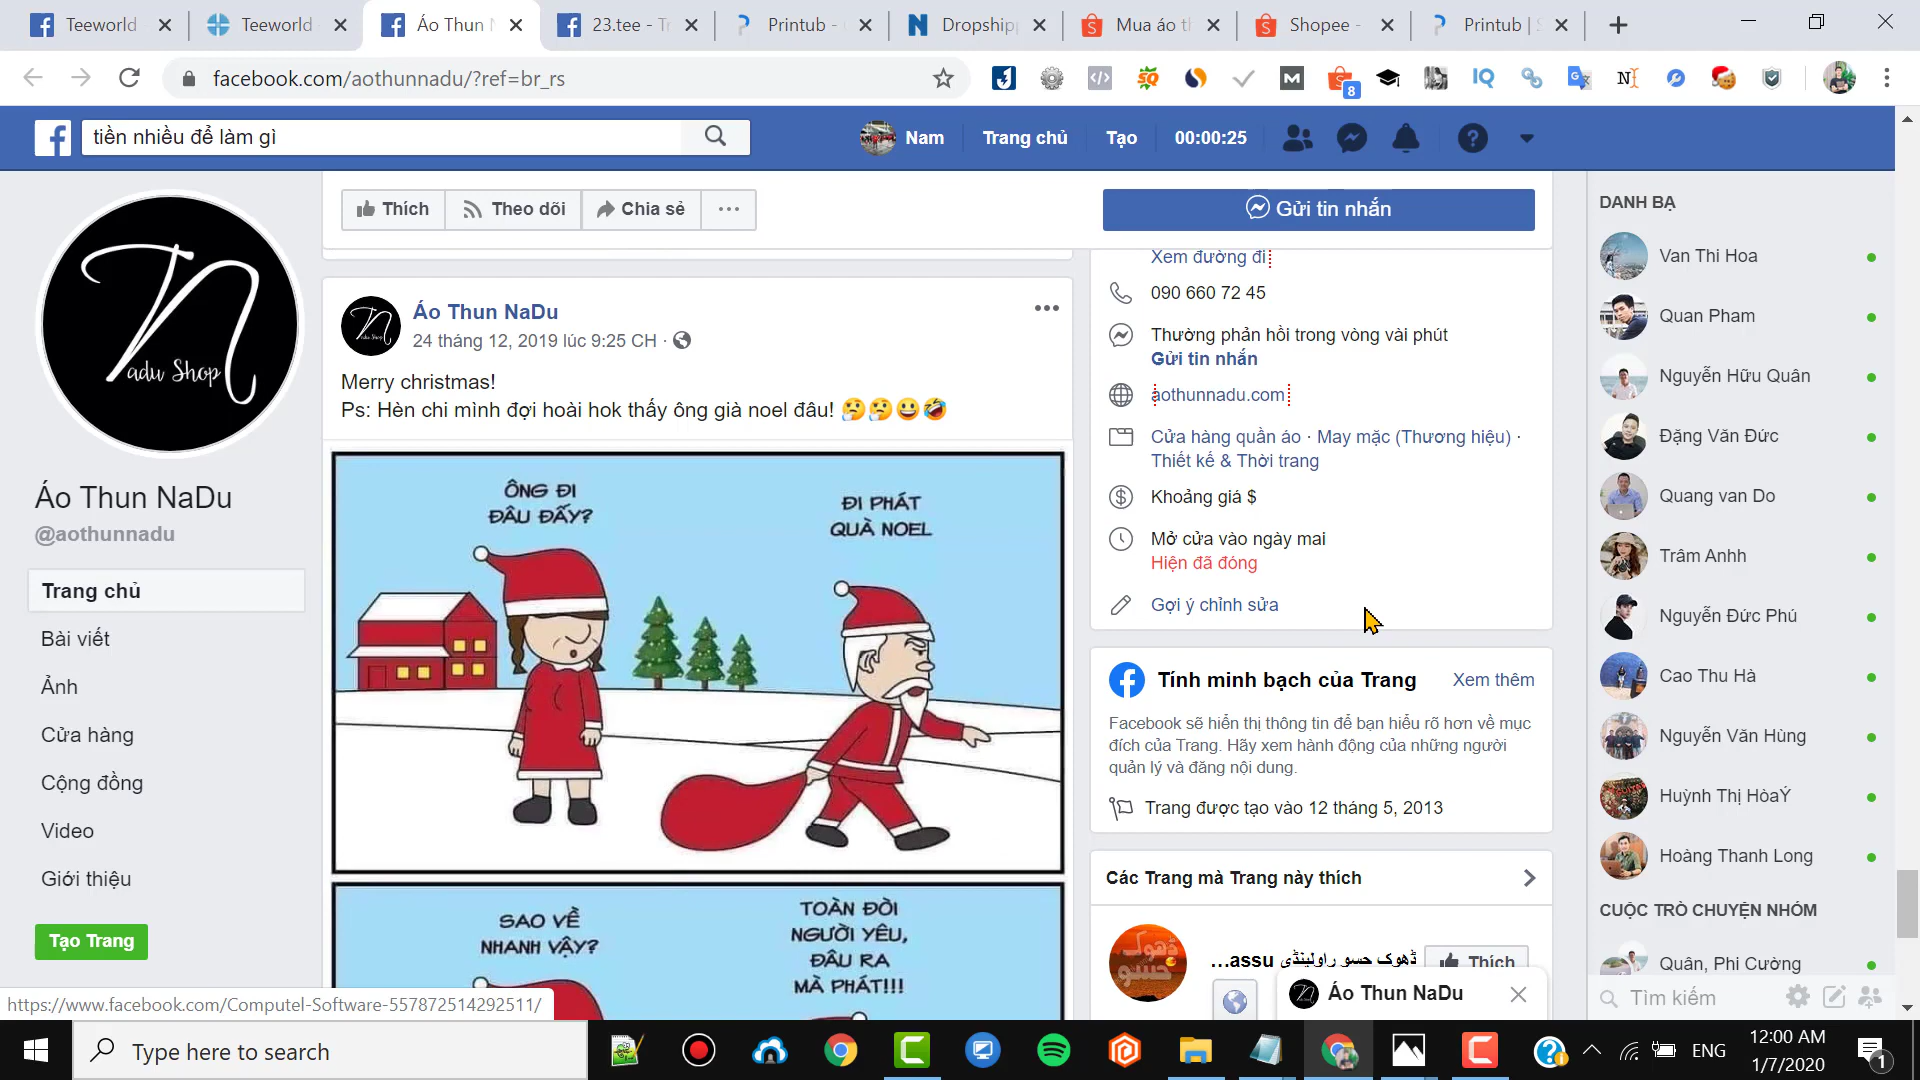 Teeworld
Teeworld
Áo Thun N
23.tee - Tr
Printub -
Dropship
Mua áo th
Shopee -
Printub | S
facebook.com/aothunnadu/?ref=br_rs
8
tiền nhiều để làm gì
Nam
Trang chủ
Tạo
00:00:25
Thích
Theo dõi
Chia sẻ
Gửi tin nhắn
adu Shop
Áo Thun NaDu
@aothunnadu
Trang chủ
Bài viết
Ảnh
Cửa hàng
Cộng đồng
Video
Giới thiệu
Tạo Trang
Áo Thun NaDu
24 tháng 12, 2019 lúc 9:25 CH ·
Merry christmas!
Ps: Hèn chi mình đợi hoài hok thấy ông già noel đâu! 🤔🤔😀🤣
ÔNG ĐI
ĐÂU ĐẤY?
ĐI PHÁT
QUÀ NOEL
SAO VỀ
NHANH VẬY?
TOÀN ĐÒI
NGƯỜI YÊU,
ĐÂU RA
MÀ PHÁT!!!
Xem đường đi
090 660 72 45
Thường phản hồi trong vòng vài phút
Gửi tin nhắn
aothunnadu.com
Cửa hàng quần áo · May mặc (Thương hiệu) ·
Thiết kế & Thời trang
Khoảng giá $
Mở cửa vào ngày mai
Hiện đã đóng
Gợi ý chỉnh sửa
Tính minh bạch của Trang
Xem thêm
Facebook sẽ hiển thị thông tin để bạn hiểu rõ hơn về mục
đích của Trang. Hãy xem hành động của những người
quản lý và đăng nội dung.
Trang được tạo vào 12 tháng 5, 2013
Các Trang mà Trang này thích
...assu ڈھوک حسو راولپنڈی
Thích
Áo Thun NaDu
DANH BẠ
Van Thi Hoa
Quan Pham
Nguyễn Hữu Quân
Đặng Văn Đức
Quang van Do
Trâm Anhh
Nguyễn Đức Phú
Cao Thu Hà
Nguyễn Văn Hùng
Huỳnh Thị HòaÝ
Hoàng Thanh Long
CUỘC TRÒ CHUYỆN NHÓM
Quân, Phi Cường
Tìm kiếm
https://www.facebook.com/Computel-Software-557872514292511/
Type here to search
ENG
12:00 AM
1/7/2020
1